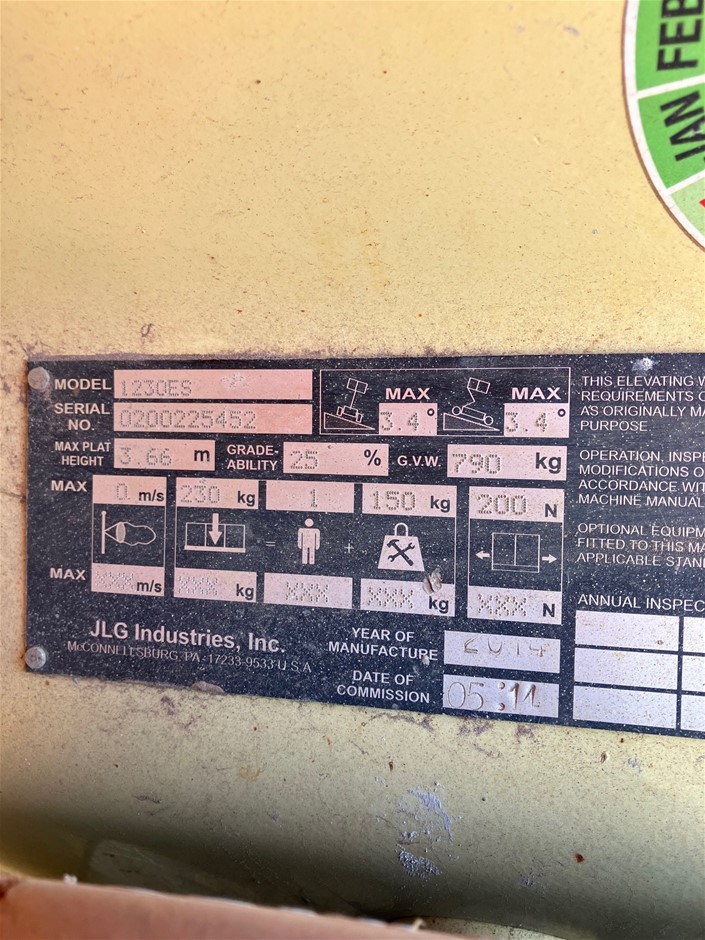 JAN FEB
MODEL 1230ES
SERIAL NO. 0200225452
MAX 3.4°
MAX 3.4°
MAX PLAT HEIGHT 3.66 m
GRADE-ABILITY 25 %
G.V.W. 790 kg
MAX 0 m/s 230 kg 1 150 kg 200 N
= +
MAX XXX m/s XXX kg XXX XXX kg XXX N
JLG Industries, Inc.
McCONNELLSBURG, PA. 17233-9533 U.S.A
YEAR OF MANUFACTURE 2014
DATE OF COMMISSION 05:14
THIS ELEVATING W
REQUIREMENTS O
AS ORIGINALLY MA
PURPOSE
OPERATION, INSPE
MODIFICATIONS O
ACCORDANCE WIT
MACHINE MANUAL
OPTIONAL EQUIPM
FITTED TO THIS MA
APPLICABLE STAN
ANNUAL INSPEC